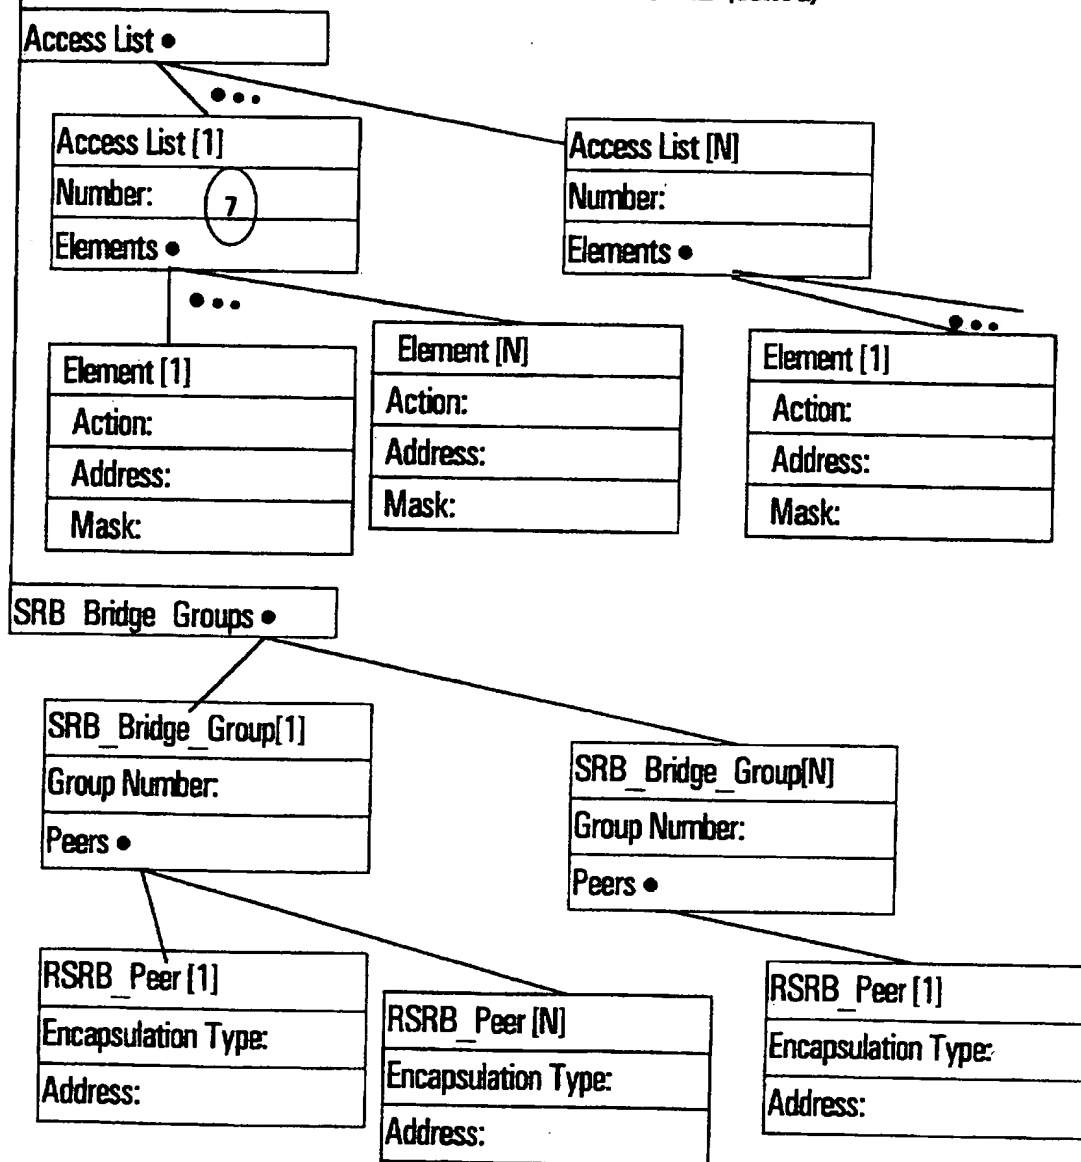 Access List •
Access List [1]
Number:
7
Elements •
Access List [N]
Number:
Elements •
Element [1]
Action:
Address:
Mask:
Element [N]
Action:
Address:
Mask:
Element [1]
Action:
Address:
Mask:
SRB Bridge Groups •
SRB_Bridge_Group[1]
Group Number:
Peers •
SRB_Bridge_Group[N]
Group Number:
Peers •
RSRB_Peer [1]
Encapsulation Type:
Address:
RSRB_Peer [N]
Encapsulation Type:
Address:
RSRB_Peer [1]
Encapsulation Type:
Address: